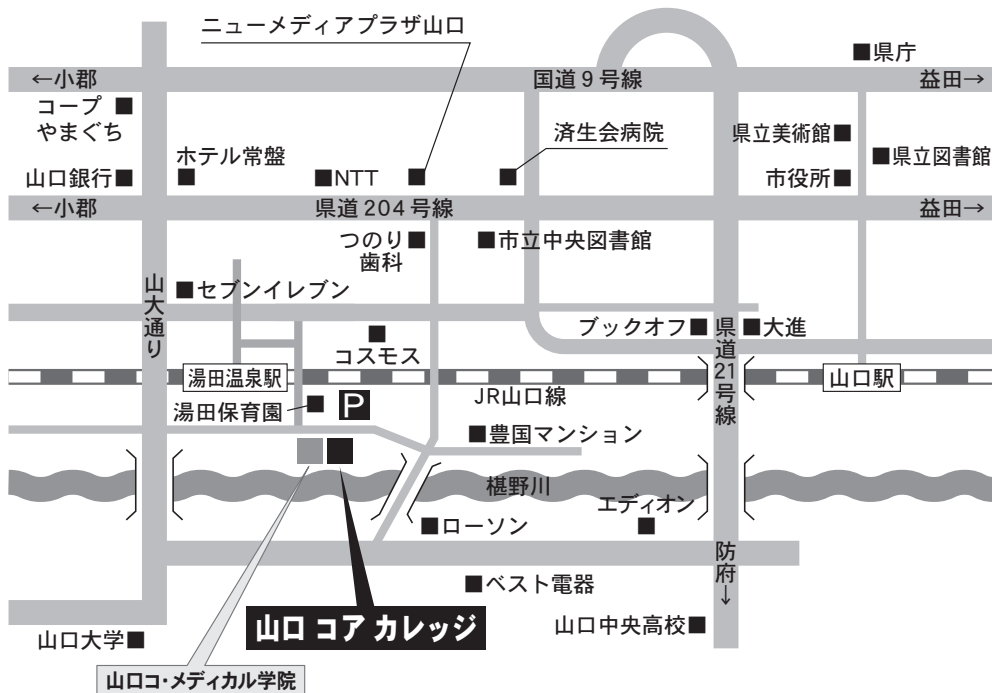 ニューメディアプラザ山口
■県庁
←小郡
国道9号線
益田→
コープ■
やまぐち
済生会病院
県立美術館■
ホテル常盤
■県立図書館
山口銀行■
■NTT
市役所■
←小郡
県道204号線
益田→
つのり■
歯科
■市立中央図書館
山大通り
■セブンイレブン
ブックオフ■
県道21号線
■大進
コスモス
湯田温泉駅
山口駅
JR山口線
湯田保育園
P
■豊国マンション
椹野川
エディオン
■ローソン
防府→
■ベスト電器
山口 コア カレッジ
山口中央高校■
山口大学■
山口コ・メディカル学院